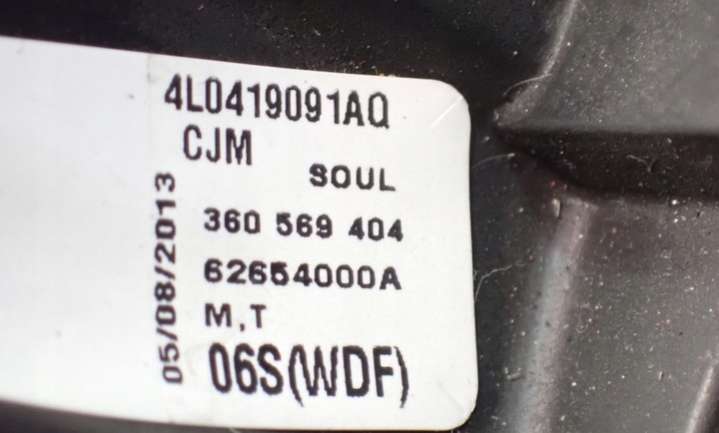 4L0419091AQ
CJM
SOUL
360 569 404
62654000A
M,T
06S(WDF)
05/08/2013